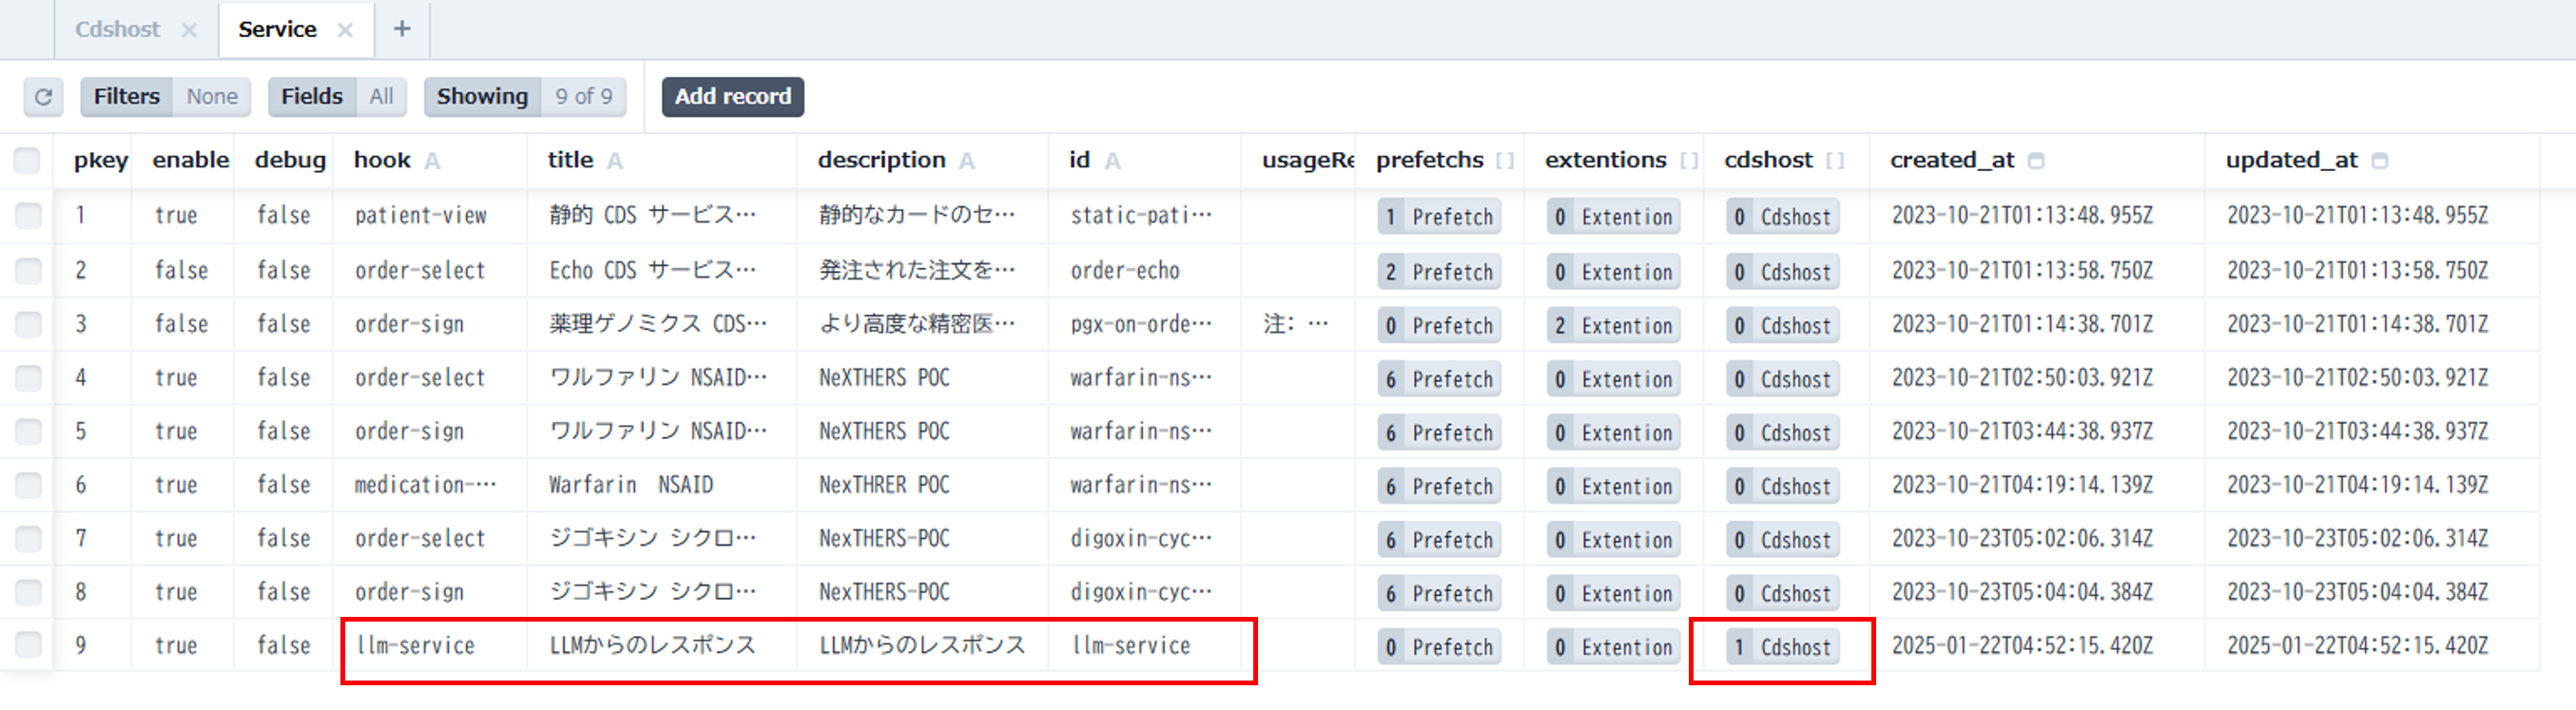 Cdshost × Service × +
Filters None Fields All Showing 9 of 9 Add record
pkey enable debug hook A title A description A id A usageRe prefetchs [] extentions [] cdshost [] created_at updated_at
1 true false patient-view 静的 CDS サービス… 静的なカードのセ… static-pati… 1 Prefetch 0 Extention 0 Cdshost 2023-10-21T01:13:48.955Z 2023-10-21T01:13:48.955Z
2 false false order-select Echo CDS サービス… 発注された注文を… order-echo 2 Prefetch 0 Extention 0 Cdshost 2023-10-21T01:13:58.750Z 2023-10-21T01:13:58.750Z
3 false false order-sign 薬理ゲノミクス CDS… より高度な精密医… pgx-on-orde… 注: … 0 Prefetch 2 Extention 0 Cdshost 2023-10-21T01:14:38.701Z 2023-10-21T01:14:38.701Z
4 true false order-select ワルファリン NSAID… NeXTHERS POC warfarin-ns… 6 Prefetch 0 Extention 0 Cdshost 2023-10-21T02:50:03.921Z 2023-10-21T02:50:03.921Z
5 true false order-sign ワルファリン NSAID… NeXTHERS POC warfarin-ns… 6 Prefetch 0 Extention 0 Cdshost 2023-10-21T03:44:38.937Z 2023-10-21T03:44:38.937Z
6 true false medication-… Warfarin  NSAID NexTHRER POC warfarin-ns… 6 Prefetch 0 Extention 0 Cdshost 2023-10-21T04:19:14.139Z 2023-10-21T04:19:14.139Z
7 true false order-select ジゴキシン シクロ… NexTHERS-POC digoxin-cyc… 6 Prefetch 0 Extention 0 Cdshost 2023-10-23T05:02:06.314Z 2023-10-23T05:02:06.314Z
8 true false order-sign ジゴキシン シクロ… NexTHERS-POC digoxin-cyc… 6 Prefetch 0 Extention 0 Cdshost 2023-10-23T05:04:04.384Z 2023-10-23T05:04:04.384Z
9 true false llm-service LLMからのレスポンス LLMからのレスポンス llm-service 0 Prefetch 0 Extention 1 Cdshost 2025-01-22T04:52:15.420Z 2025-01-22T04:52:15.420Z